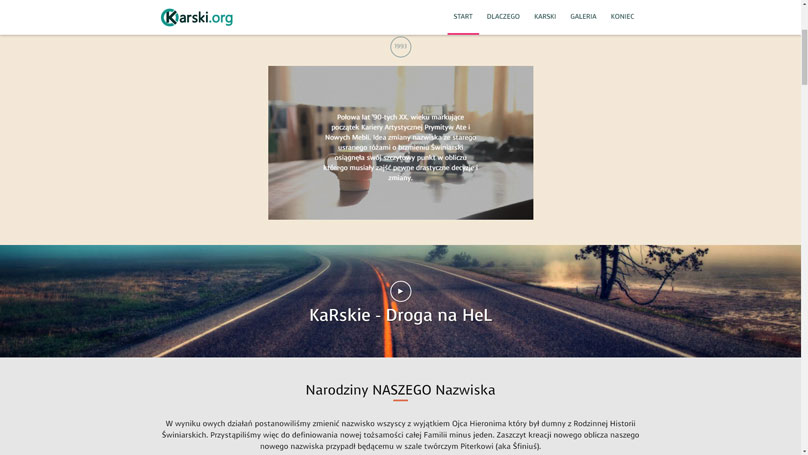 Karski.org
START DLACZEGO KARSKI GALERIA KONIEC
1993
Połowa lat '90-tych XX. wieku markujące
początek Kariery Artystycznej Prymityw Ate i
Nowych Mebli. Idea zmiany nazwiska ze starego
usranego różami o brzmieniu Świniarski
osiągnęła swój szczytowy punkt w obliczu
którego musiały zajść pewne drastyczne decyzje i
zmiany.
KaRskie - Droga na HeL
Narodziny NASZEGO Nazwiska
W wyniku owych działań postanowiliśmy zmienić nazwisko wszyscy z wyjątkiem Ojca Hieronima który był dumny z Rodzinnej Historii
Świniarskich. Przystąpiliśmy więc do definiowania nowej tożsamości całej Familii minus jeden. Zaszczyt kreacji nowego oblicza naszego
nowego nazwiska przypadł będącemu w szale twórczym Piterkowi (aka Śfiniuś).